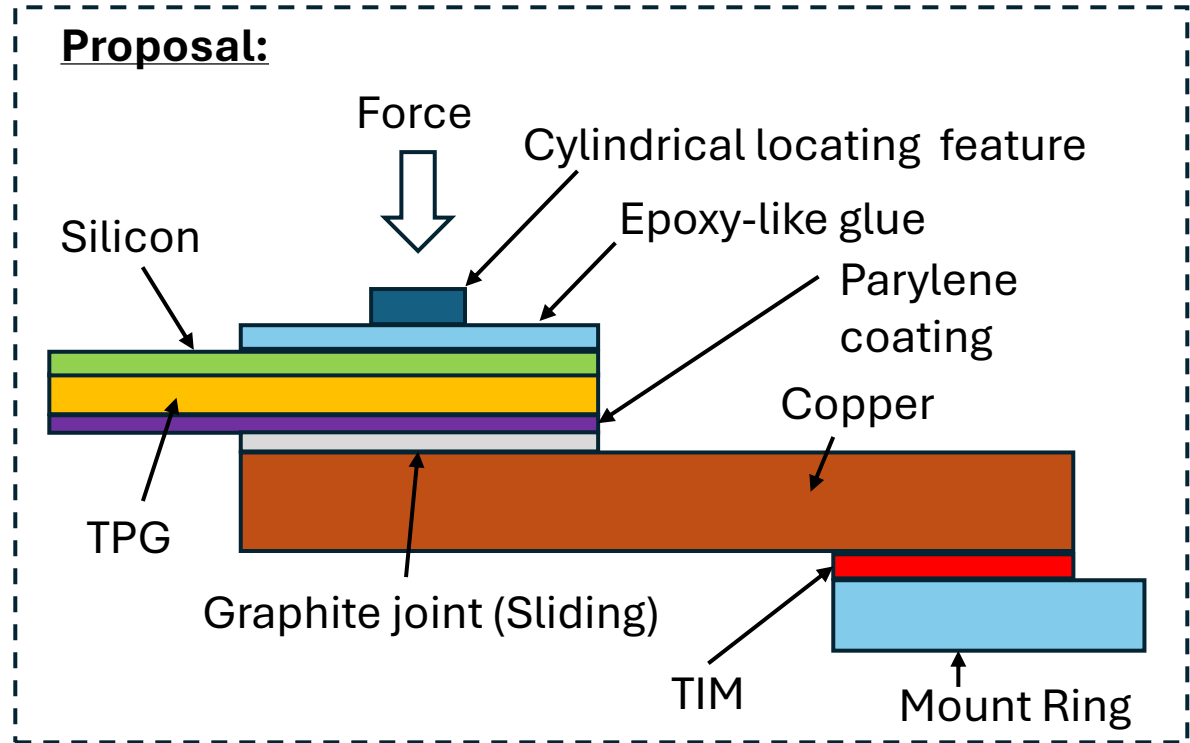 Proposal:
Force
Cylindrical locating feature
Epoxy-like glue
Silicon
Parylene
coating
Copper
TPG
Graphite joint (Sliding)
TIM
Mount Ring